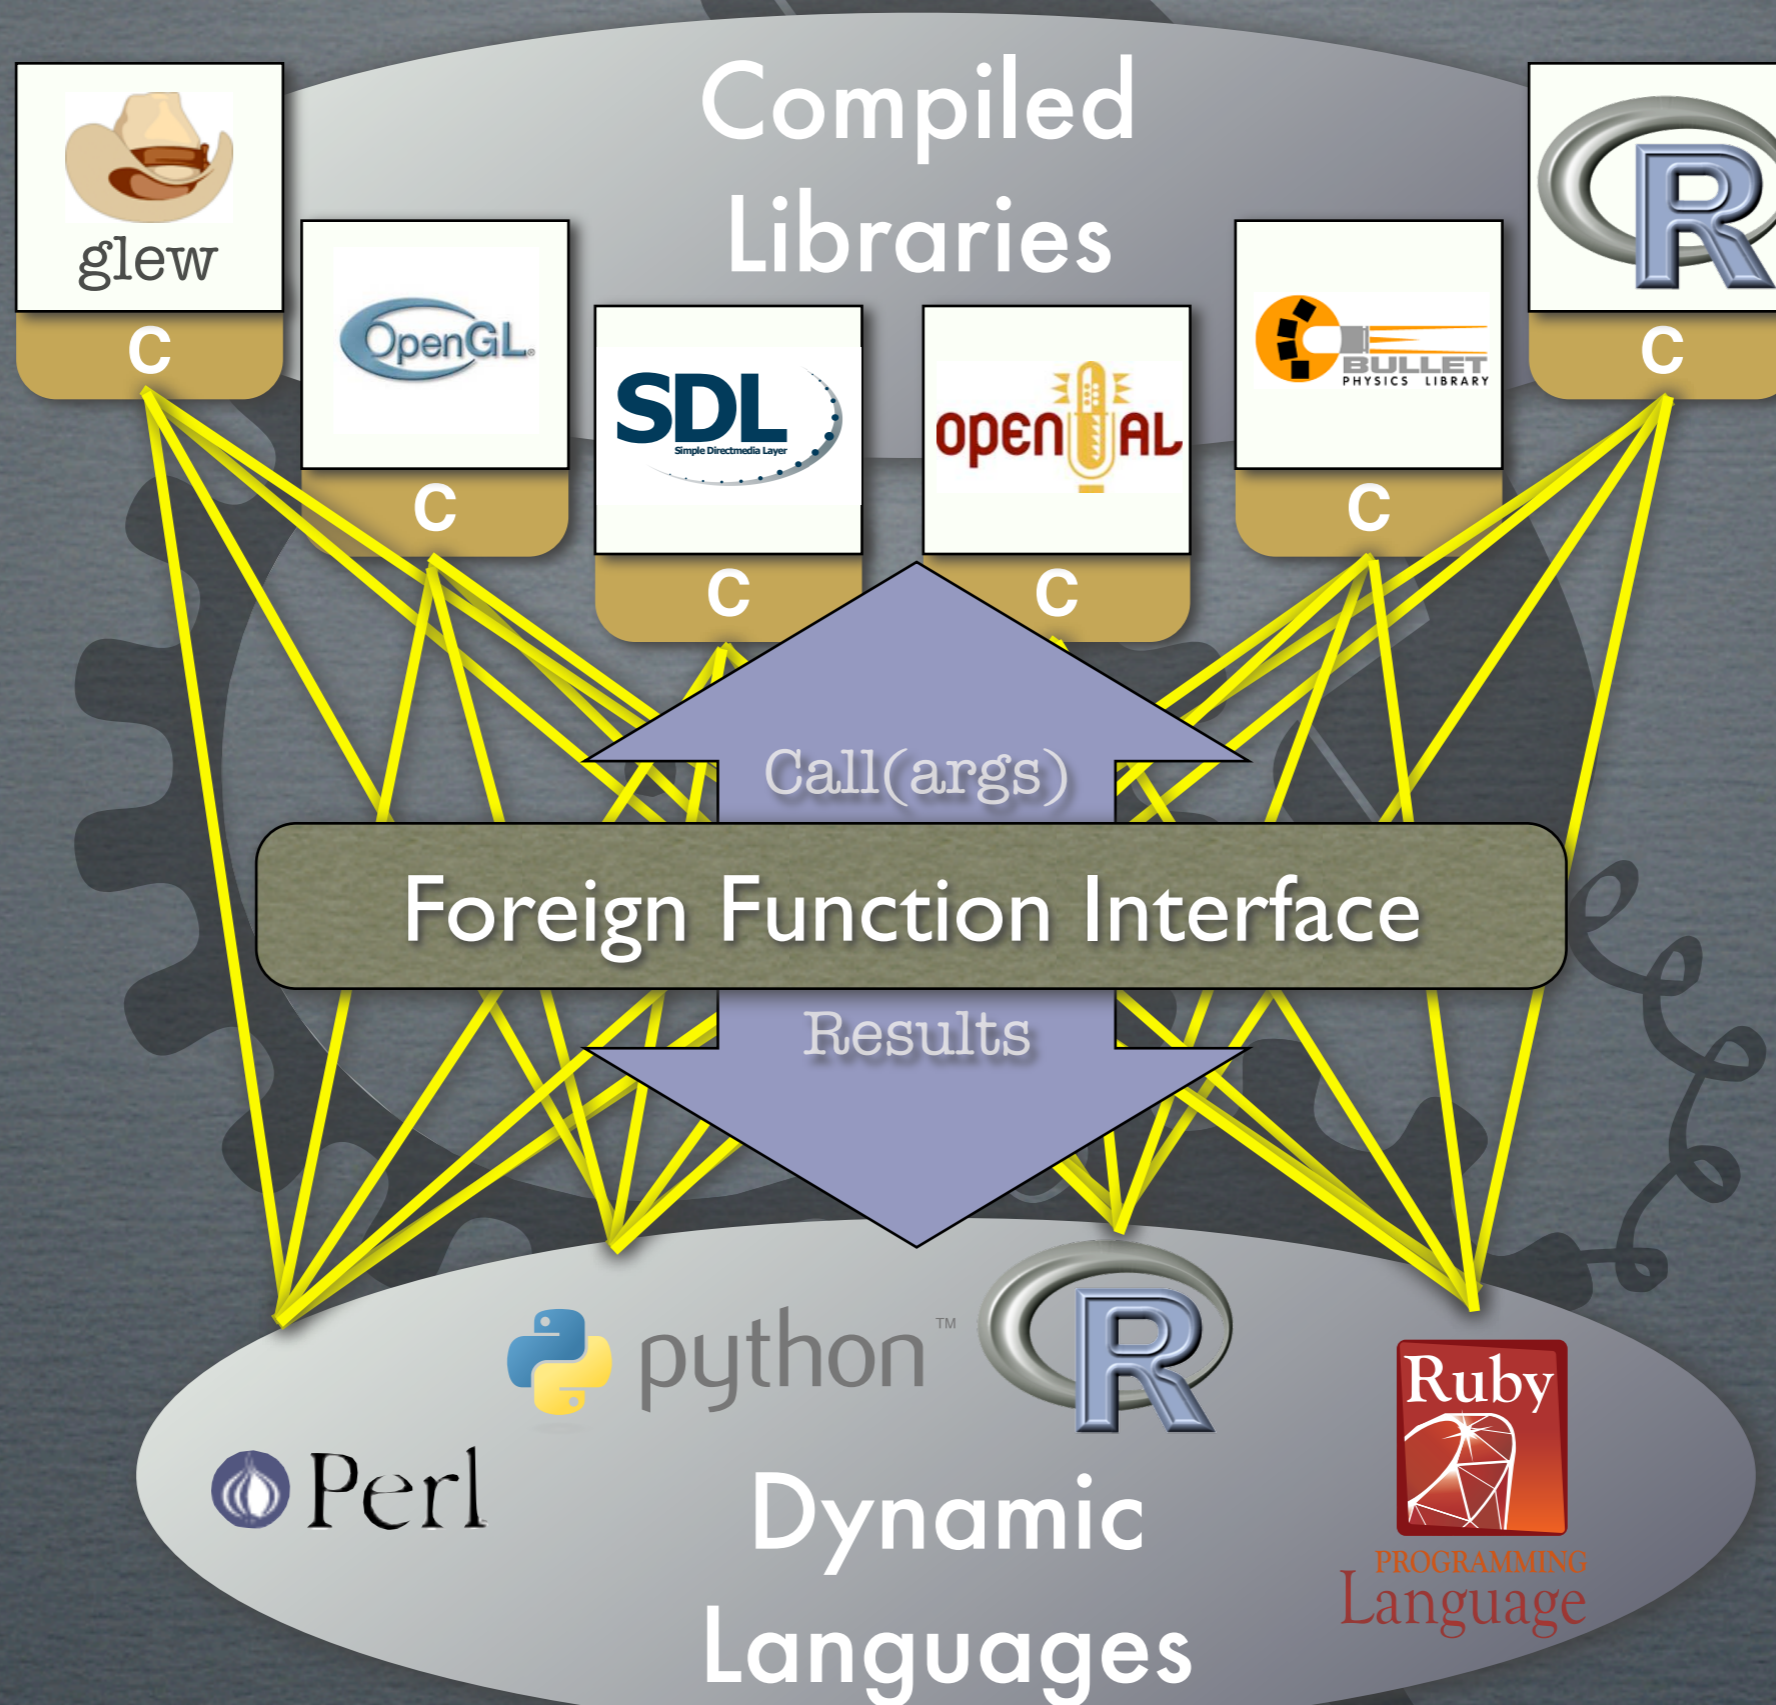 Compiled
Libraries
glew
C
OpenGL®
C
SDL
Simple Directmedia Layer
C
OPENAL
C
BULLET
PHYSICS LIBRARY
C
R
C
Call(args)
Foreign Function Interface
Results
python™
R
Perl
Ruby
PROGRAMMING
Language
Dynamic
Languages